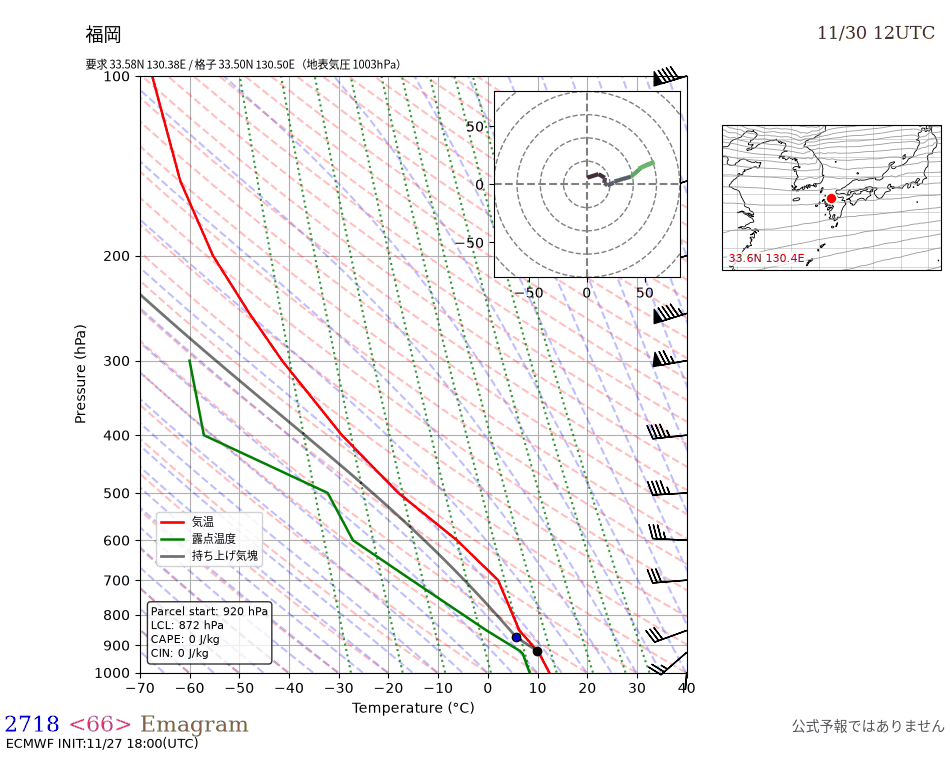 福岡
11/30 12UTC
要求 33.58N 130.38E / 格子 33.50N 130.50E（地表気圧 1003hPa）
100
200
300
400
500
600
700
800
900
1000
Pressure (hPa)
−70 −60 −50 −40 −30 −20 −10 0 10 20 30 40
Temperature (°C)
50
0
−50
−50 0 50
33.6N 130.4E
気温
露点温度
持ち上げ気塊
Parcel start: 920 hPa
LCL: 872 hPa
CAPE: 0 J/kg
CIN: 0 J/kg
2718 <66> Emagram
公式予報ではありません
ECMWF INIT:11/27 18:00(UTC)